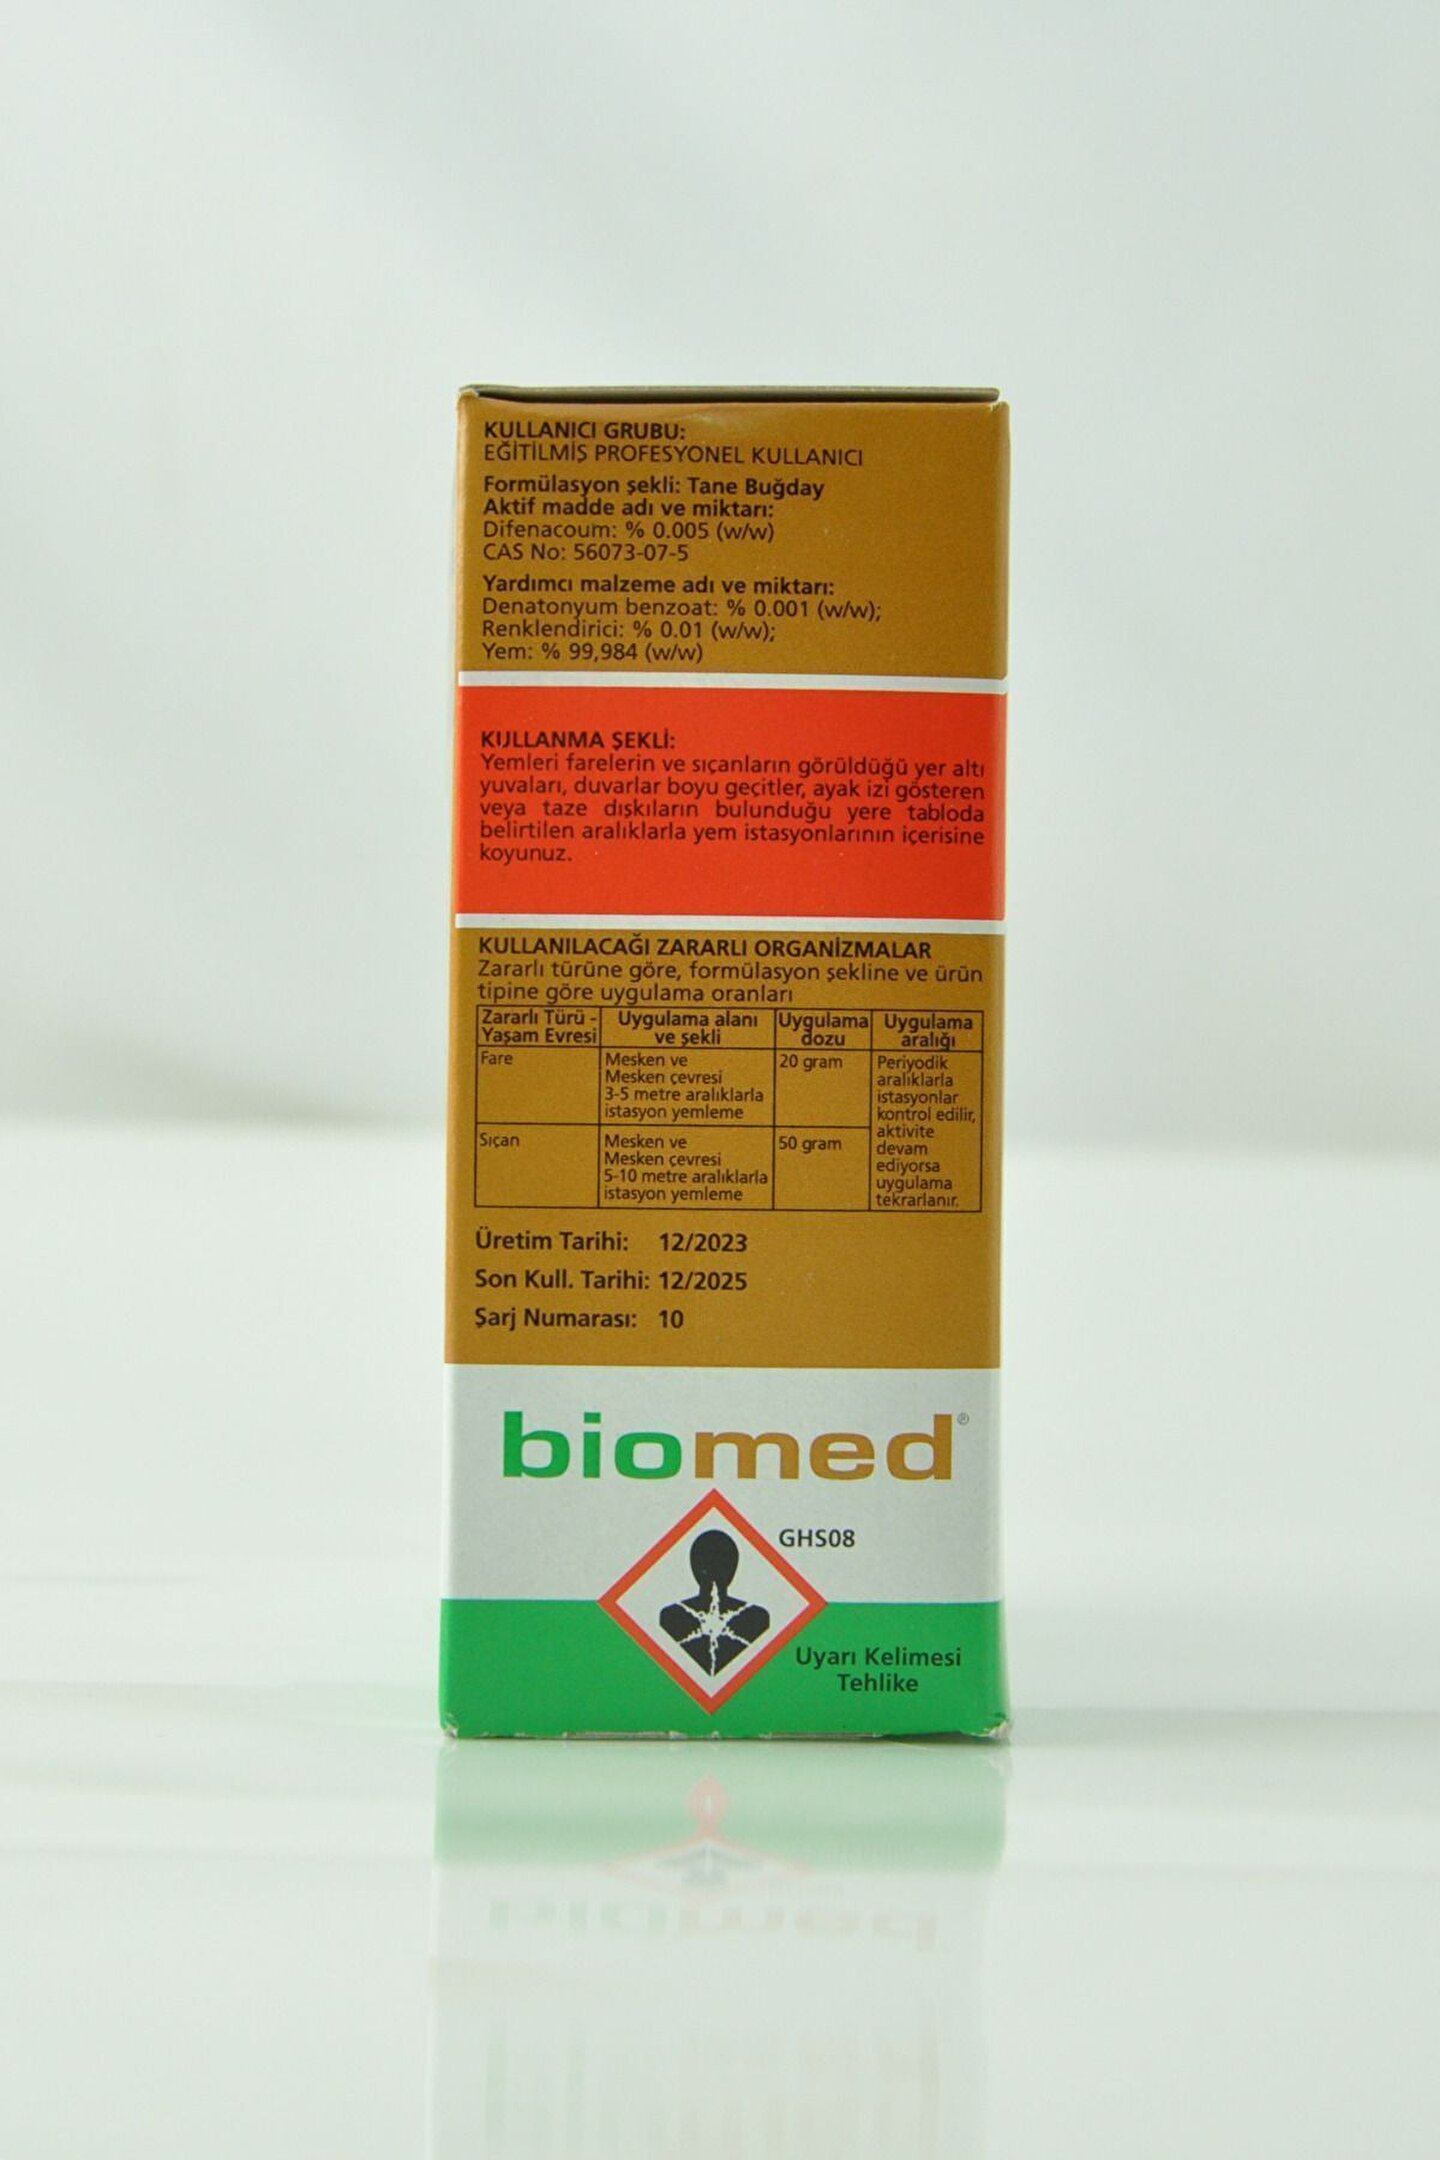 KULLANICI GRUBU:
EĞİTİLMİŞ PROFESYONEL KULLANICI
Formülasyon şekli: Tane Buğday
Aktif madde adı ve miktarı:
Difenacoum: % 0.005 (w/w)
CAS No: 56073-07-5
Yardımcı malzeme adı ve miktarı:
Denatonyum benzoat: % 0.001 (w/w);
Renklendirici: % 0.01 (w/w);
Yem: % 99,984 (w/w)
KULLANMA ŞEKLİ:
Yemleri farelerin ve sıçanların görüldüğü yer altı
yuvaları, duvarlar boyu geçitler, ayak izi gösteren
veya taze dışkıların bulunduğu yere tabloda
belirtilen aralıklarla yem istasyonlarının içerisine
koyunuz.
KULLANILACAĞI ZARARLI ORGANİZMALAR
Zararlı türüne göre, formülasyon şekline ve ürün
tipine göre uygulama oranları
Zararlı Türü - Uygulama alanı Uygulama Uygulama
Yaşam Evresi ve şekli dozu aralığı
Fare Mesken ve 20 gram Periyodik
Mesken çevresi aralıklarla
3-5 metre aralıklarla istasyonlar
istasyon yemleme kontrol edilir,
aktivite
Sıçan Mesken ve 50 gram devam
Mesken çevresi ediyorsa
5-10 metre aralıklarla uygulama
istasyon yemleme tekrarlanır.
Üretim Tarihi: 12/2023
Son Kull. Tarihi: 12/2025
Şarj Numarası: 10
biomed®
GHS08
Uyarı Kelimesi
Tehlike